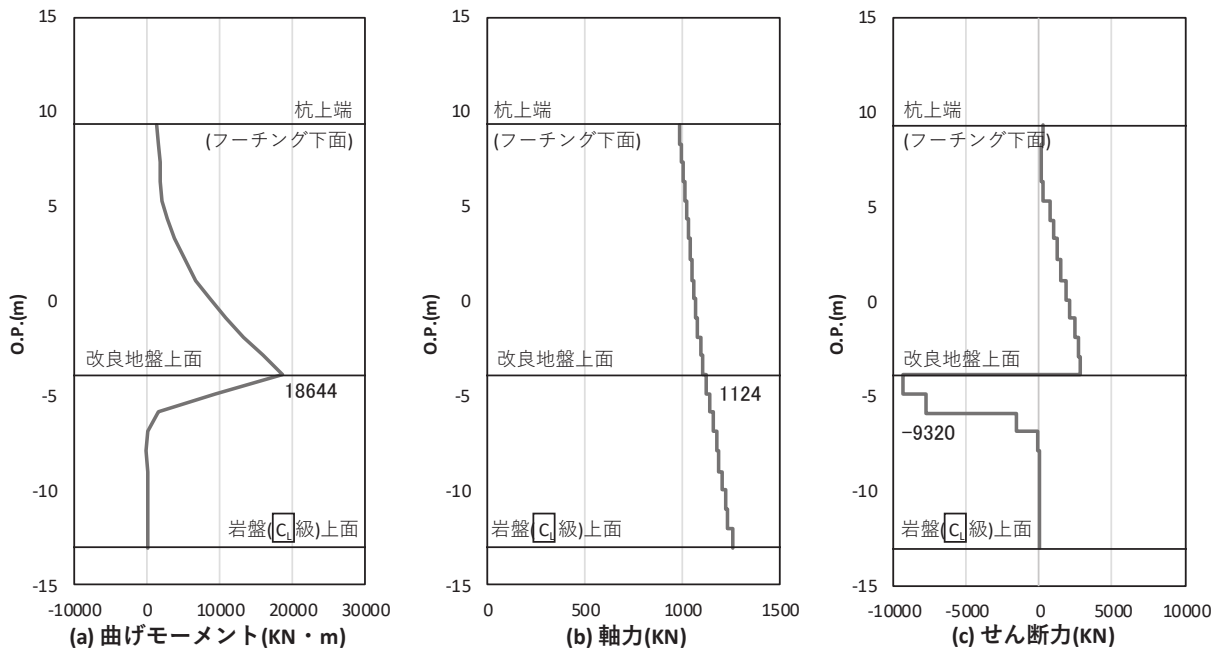 15
10
5
0
-5
-10
-15
O.P.(m)
杭上端
(フーチング下面)
改良地盤上面
18644
岩盤(CL級)上面
-10000 0 10000 20000 30000
(a) 曲げモーメント(KN・m)
15
10
5
0
-5
-10
-15
O.P.(m)
杭上端
(フーチング下面)
改良地盤上面
1124
岩盤(CL級)上面
0 500 1000 1500
(b) 軸力(KN)
15
10
5
0
-5
-10
-15
O.P.(m)
杭上端
(フーチング下面)
改良地盤上面
-9320
岩盤(CL級)上面
-10000 -5000 0 5000 10000
(c) せん断力(KN)